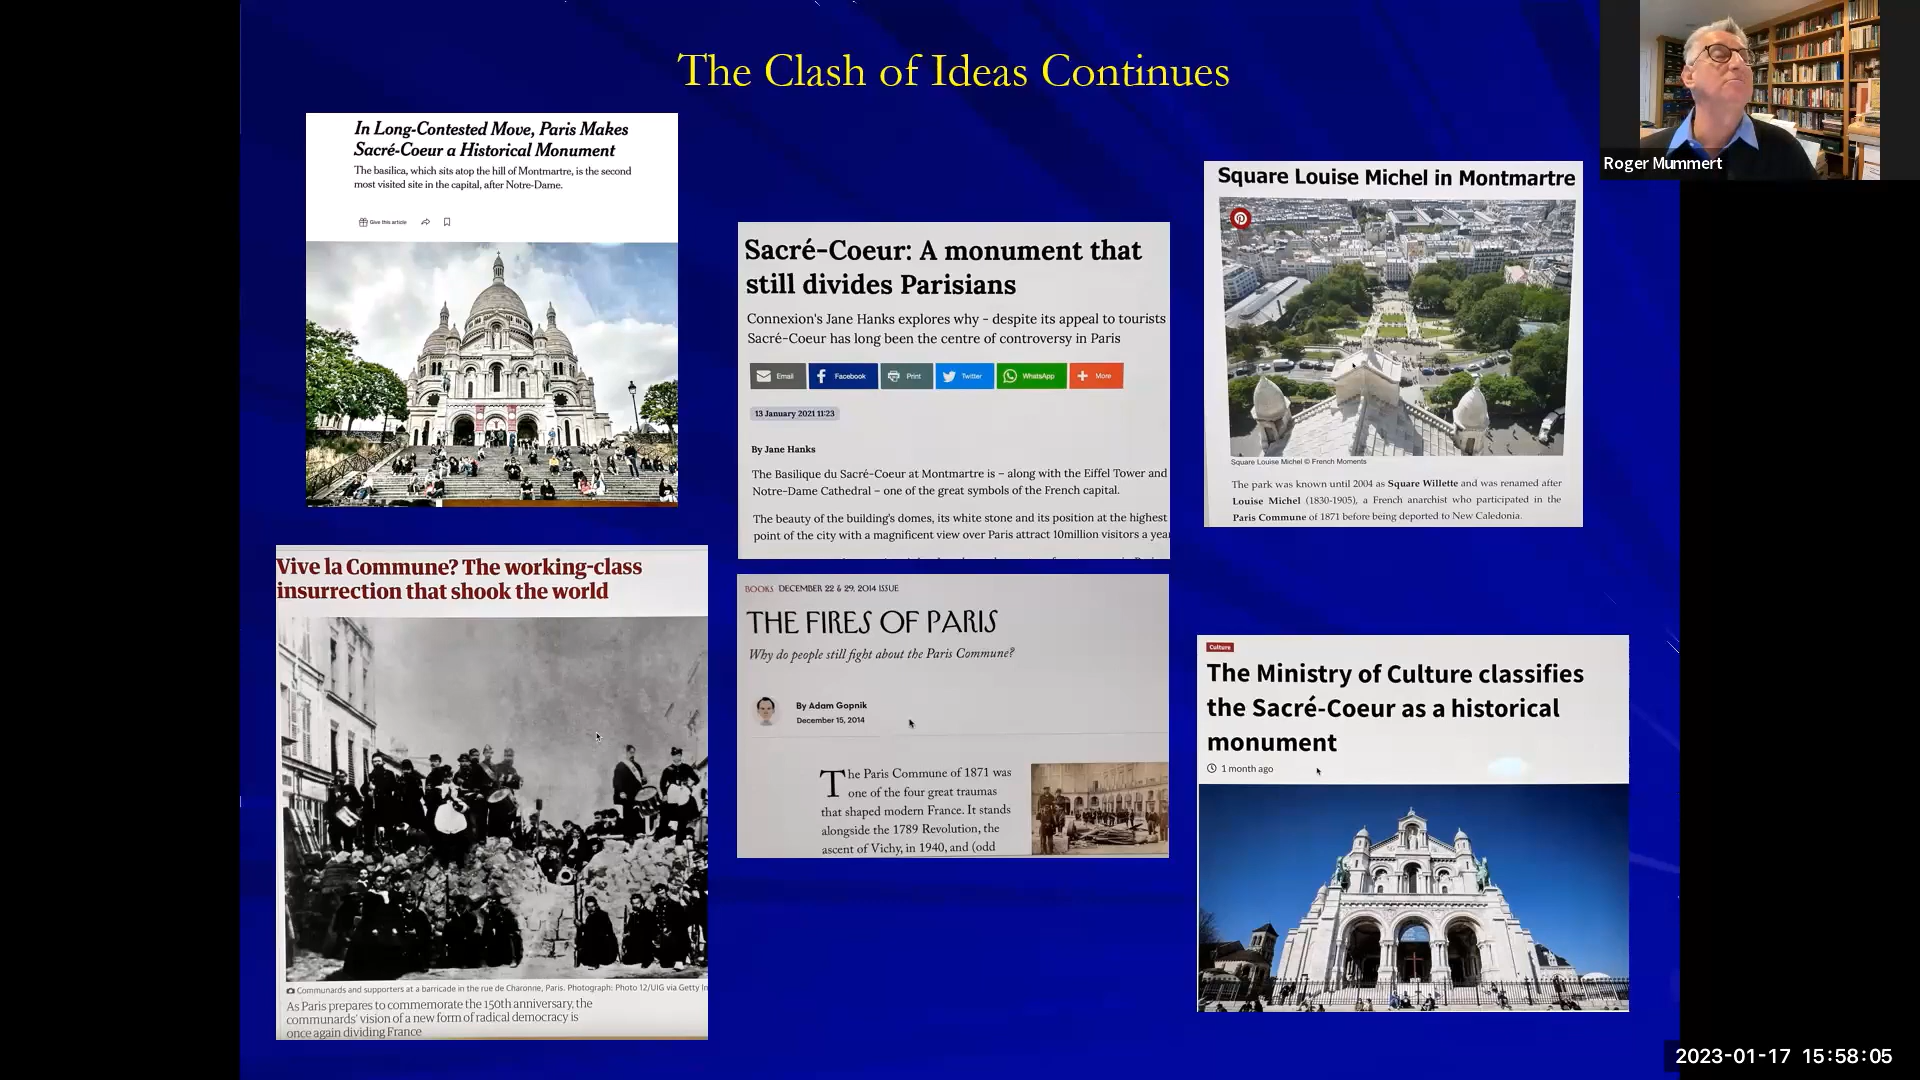 The Clash of Ideas Continues
In Long-Contested Move, Paris Makes
Sacré-Coeur a Historical Monument
The basilica, which sits atop the hill of Montmartre, is the second
most visited site in the capital, after Notre-Dame.
Give this article
Sacré-Coeur: A monument that
still divides Parisians
Connexion's Jane Hanks explores why - despite its appeal to tourists
Sacré-Coeur has long been the centre of controversy in Paris
Email
Facebook
Print
Twitter
WhatsApp
More
13 January 2021 11:23
By Jane Hanks
The Basilique du Sacré-Coeur at Montmartre is – along with the Eiffel Tower and
Notre-Dame Cathedral – one of the great symbols of the French capital.
The beauty of the building's domes, its white stone and its position at the highest
point of the city with a magnificent view over Paris attract 10million visitors a yea
Square Louise Michel in Montmartre
Square Louise Michel © French Moments
The park was known until 2004 as Square Willette and was renamed after
Louise Michel (1830-1905), a French anarchist who participated in the
Paris Commune of 1871 before being deported to New Caledonia.
Roger Mummert
Vive la Commune? The working-class
insurrection that shook the world
Communards and supporters at a barricade in the rue de Charonne, Paris. Photograph: Photo 12/UIG via Getty
As Paris prepares to commemorate the 150th anniversary, the
communards' vision of a new form of radical democracy is
once again dividing France
BOOKS DECEMBER 22 & 29, 2014 ISSUE
THE FIRES OF PARIS
Why do people still fight about the Paris Commune?
By Adam Gopnik
December 15, 2014
The Paris Commune of 1871 was
one of the four great traumas
that shaped modern France. It stands
alongside the 1789 Revolution, the
ascent of Vichy, in 1940, and (odd
Culture
The Ministry of Culture classifies
the Sacré-Coeur as a historical
monument
1 month ago
2023-01-17 15:58:05